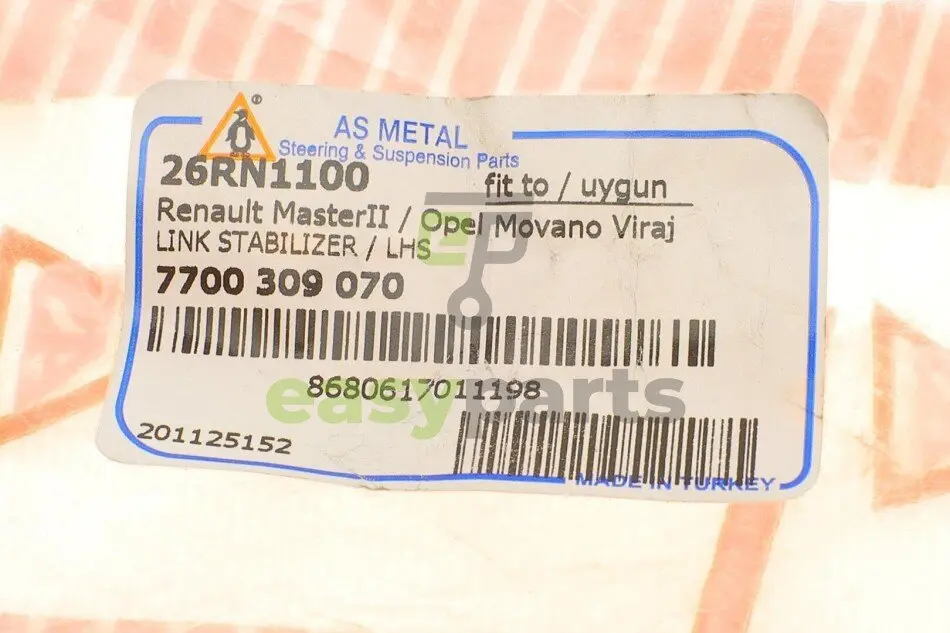 AS METAL
Steering & Suspension Parts
26RN1100 fit to / uygun
Renault MasterII / Opel Movano Viraj
LINK STABILIZER / LHS
7700 309 070
8680617011198
easyparts
201125152
MADE IN TURKEY